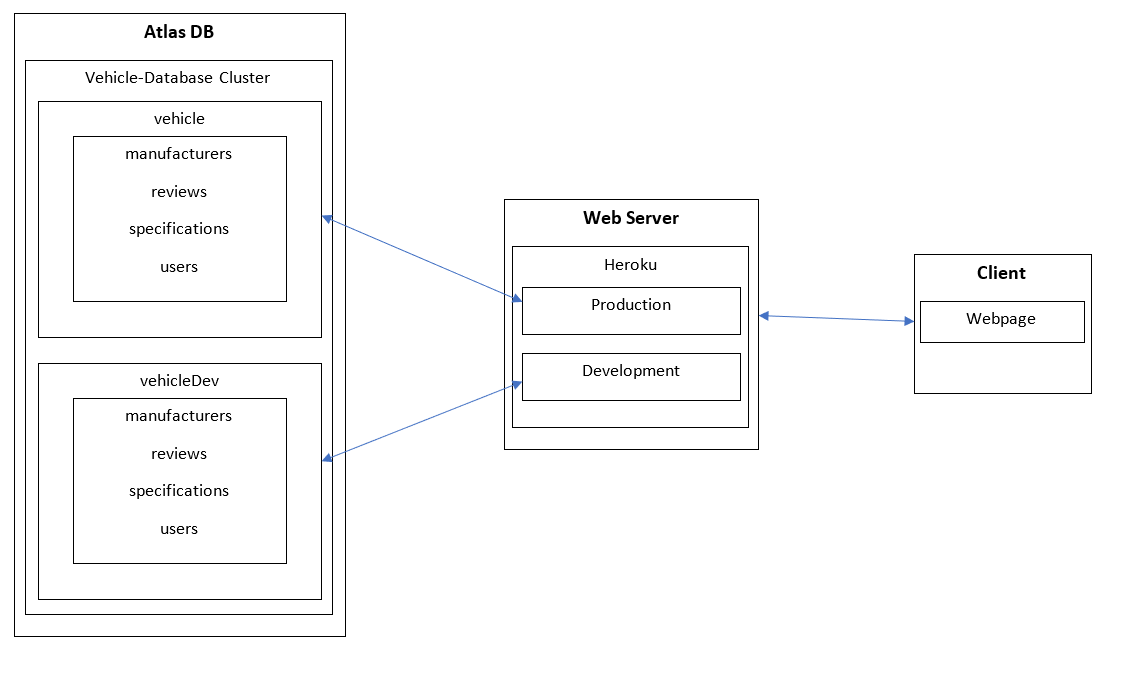 Atlas DB
Vehicle-Database Cluster
vehicle
manufacturers
reviews
specifications
users
vehicleDev
manufacturers
reviews
specifications
users
Web Server
Heroku
Production
Development
Client
Webpage